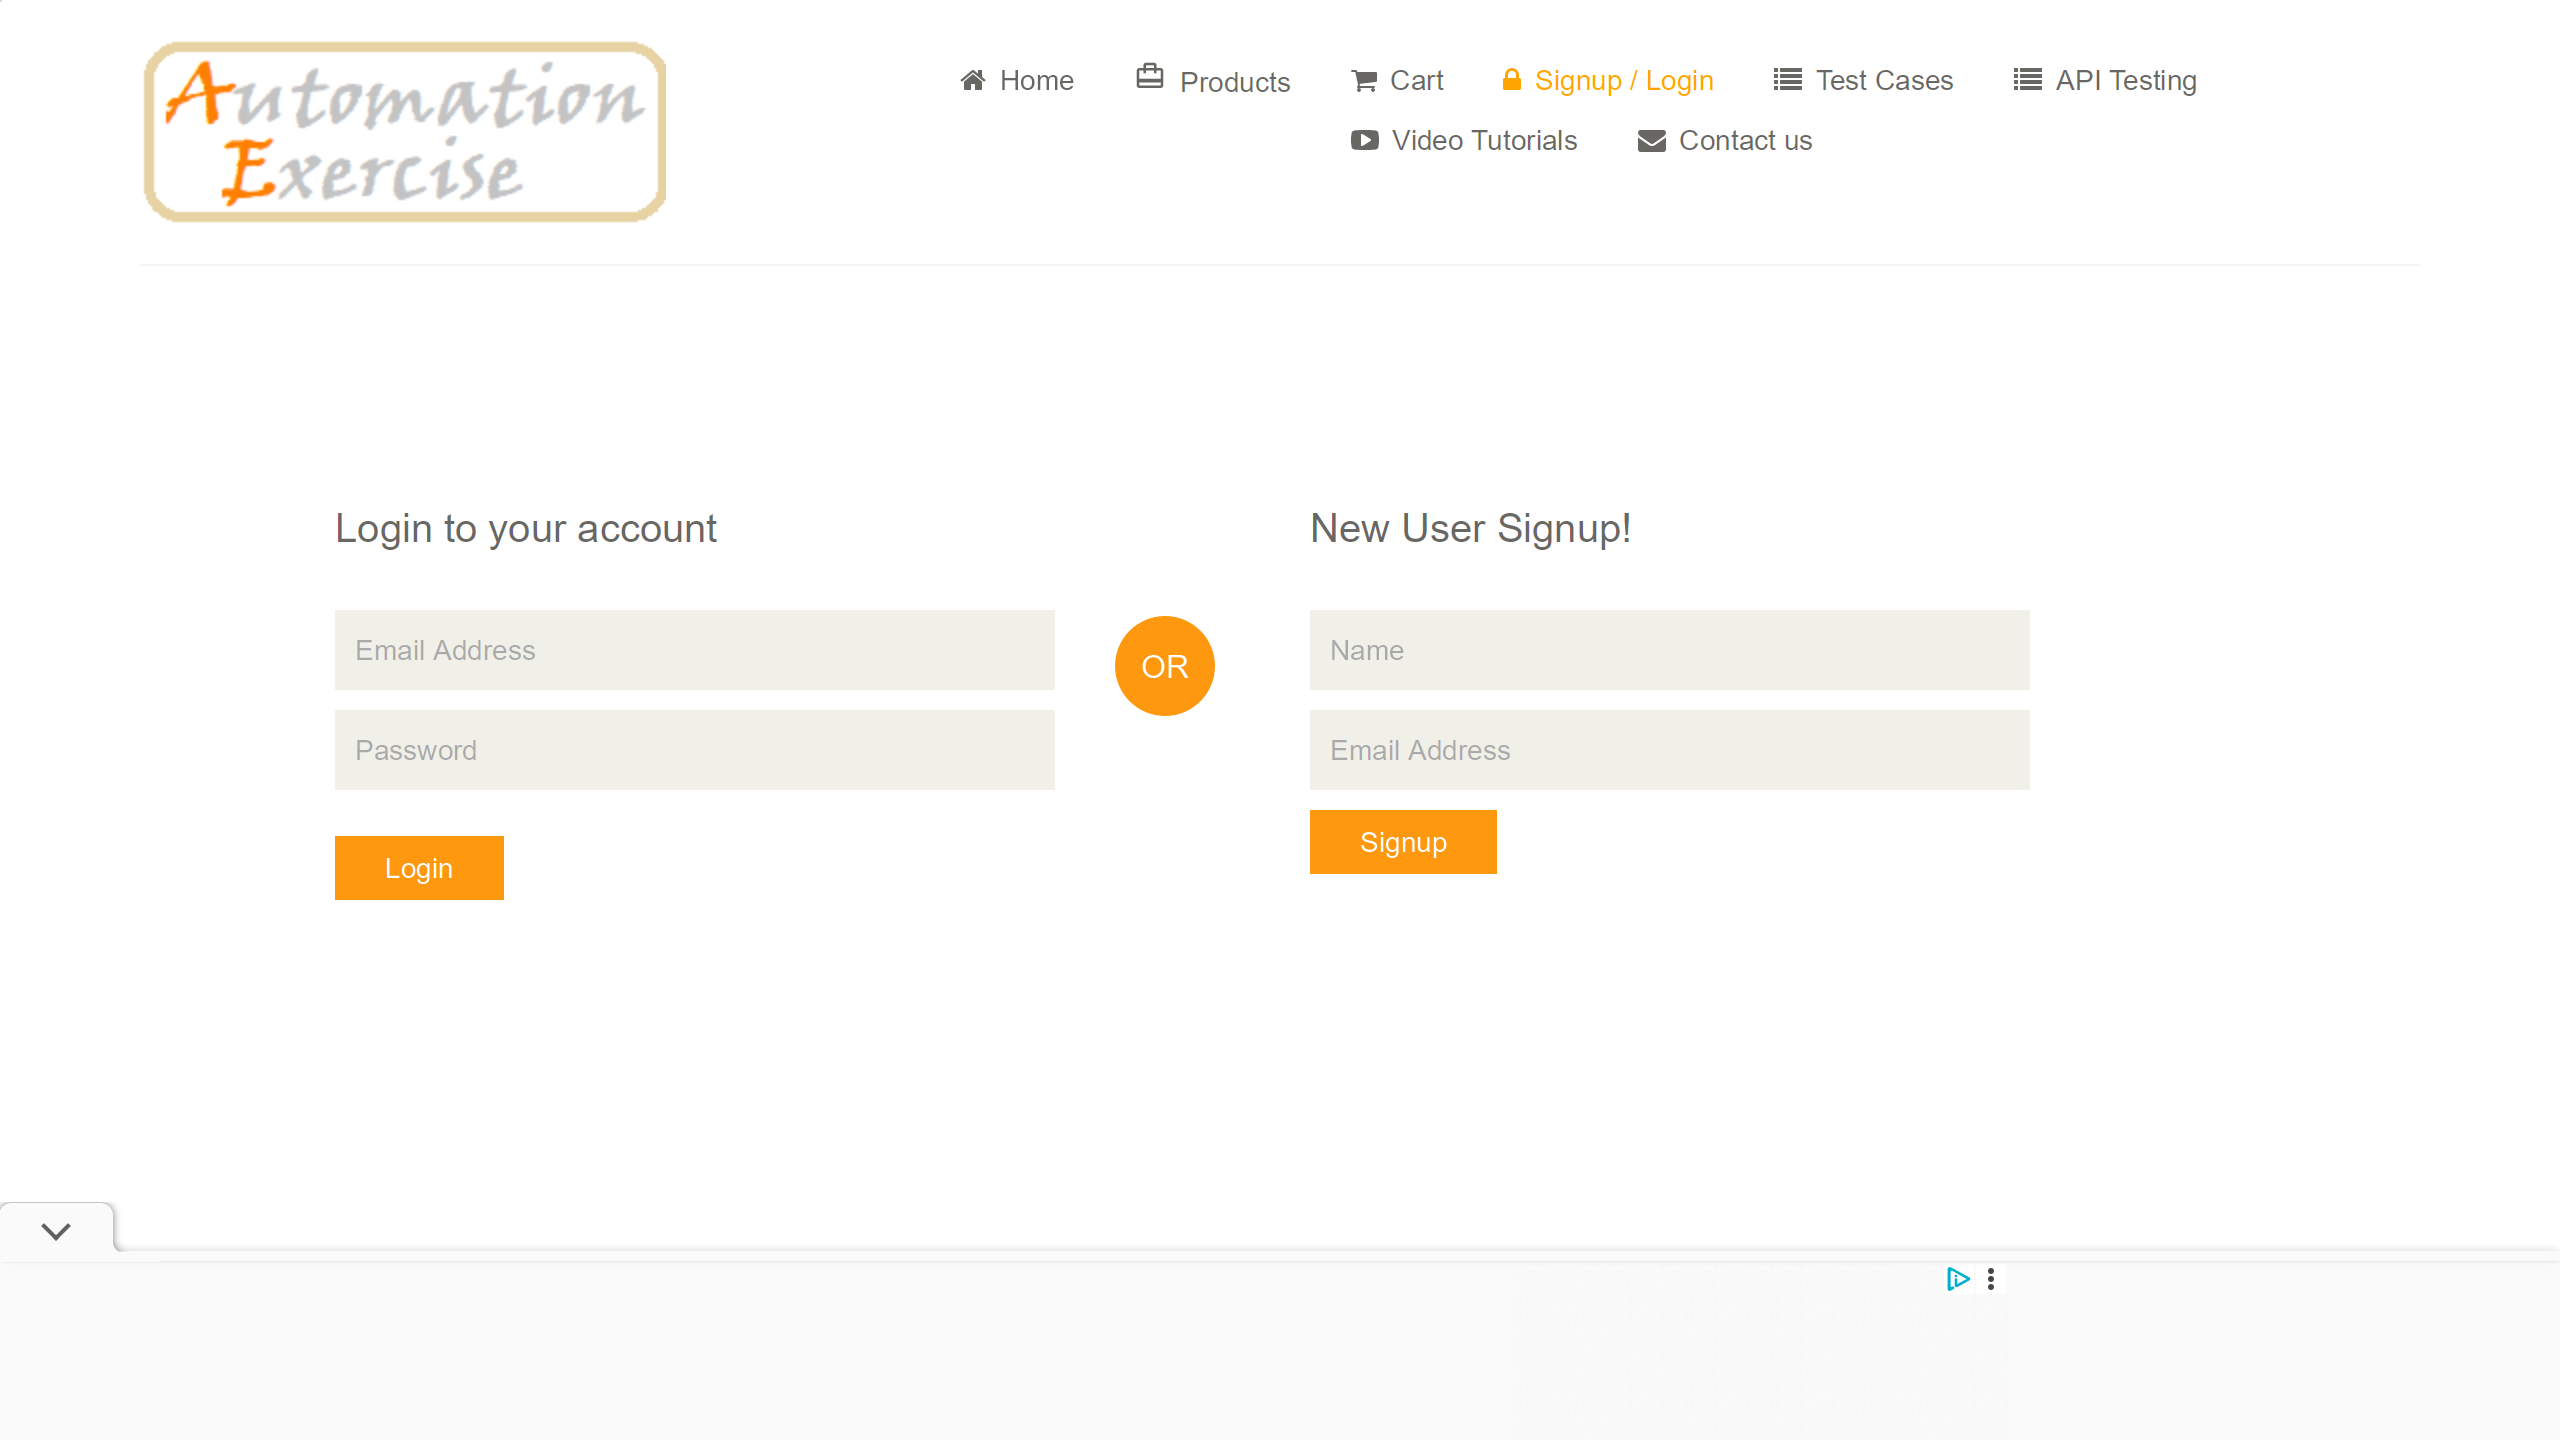 Automation
Exercise
Home
Products
Cart
Signup / Login
Test Cases
API Testing
Video Tutorials
Contact us
Login to your account
Email Address
Password
Login
OR
New User Signup!
Name
Email Address
Signup